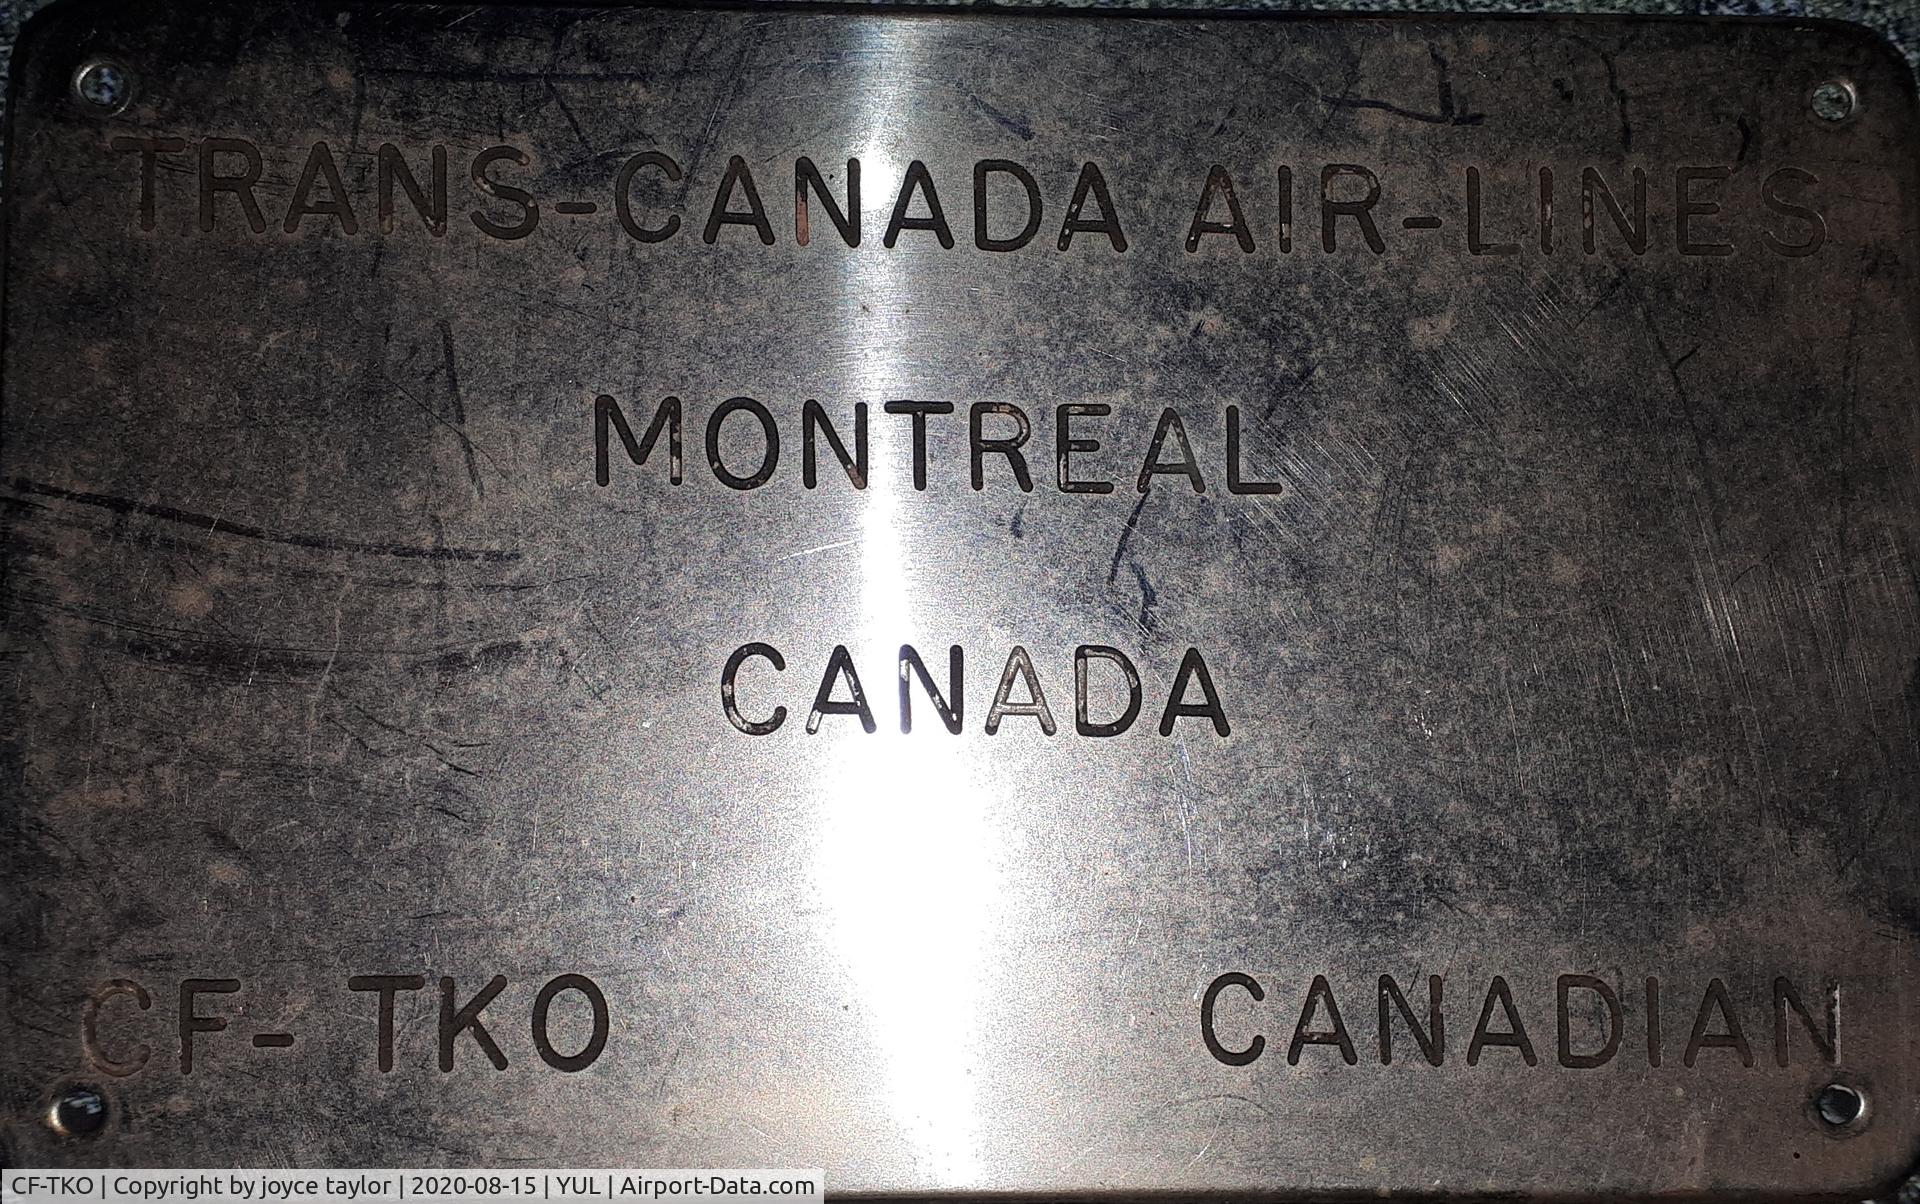 TRANS-CANADA AIR-LINES
MONTREAL
CANADA
CF- TKO CANADIAN
CF-TKO | Copyright by joyce taylor | 2020-08-15 | YUL | Airport-Data.com